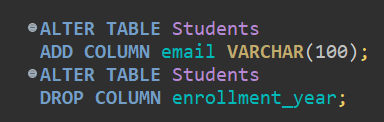 ALTER TABLE Students
ADD COLUMN email VARCHAR(100);
ALTER TABLE Students
DROP COLUMN enrollment_year;